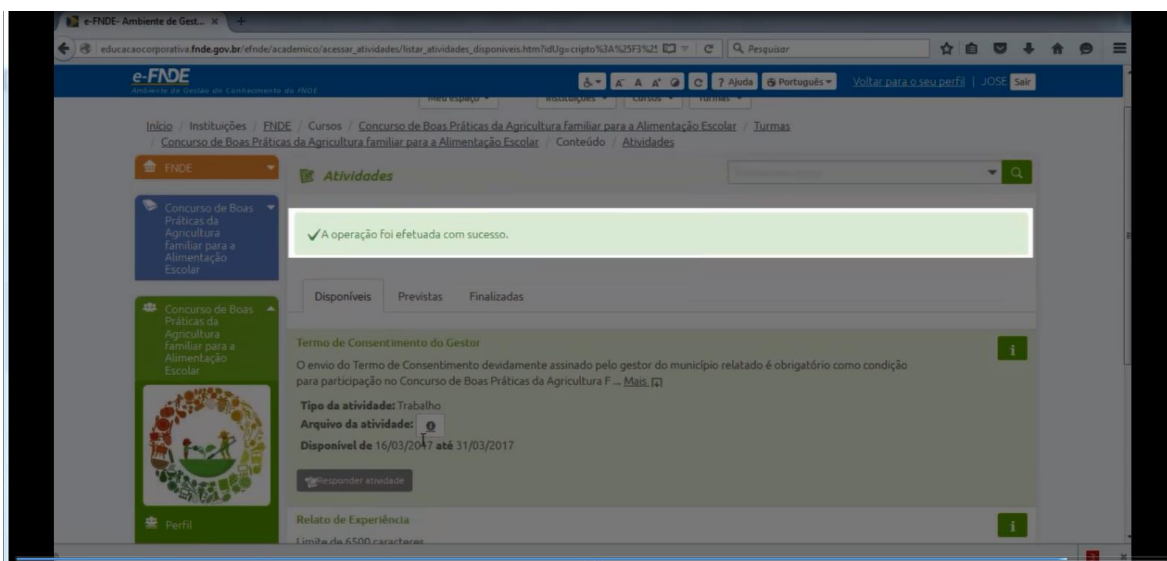 e-FNDE- Ambiente de Gest...
educacaocorporativa.fnde.gov.br/efnde/academico/acessar_atividades/listar_atividades_disponiveis.htm?idUg=cripto%3A%25F3%2!
Pesquisar
e-FNDE
Ambiente de Gestão do Conhecimento do FNDE
A- A A+
? Ajuda
Português
Voltar para o seu perfil | JOSE Sair
Meu espaço Instituições Cursos Turmas
Início / Instituições / FNDE / Cursos / Concurso de Boas Práticas da Agricultura familiar para a Alimentação Escolar / Turmas
/ Concurso de Boas Práticas da Agricultura familiar para a Alimentação Escolar / Conteúdo / Atividades
FNDE
Concurso de Boas
Práticas da
Agricultura
familiar para a
Alimentação
Escolar
Concurso de Boas
Práticas da
Agricultura
familiar para a
Alimentação
Escolar
Perfil
Atividades
A operação foi efetuada com sucesso.
Disponíveis Previstas Finalizadas
Termo de Consentimento do Gestor
O envio do Termo de Consentimento devidamente assinado pelo gestor do município relatado é obrigatório como condição
para participação no Concurso de Boas Práticas da Agricultura F ... Mais
Tipo da atividade: Trabalho
Arquivo da atividade:
Disponível de 16/03/2017 até 31/03/2017
Responder atividade
Relato de Experiência
Limite de 6500 caracteres